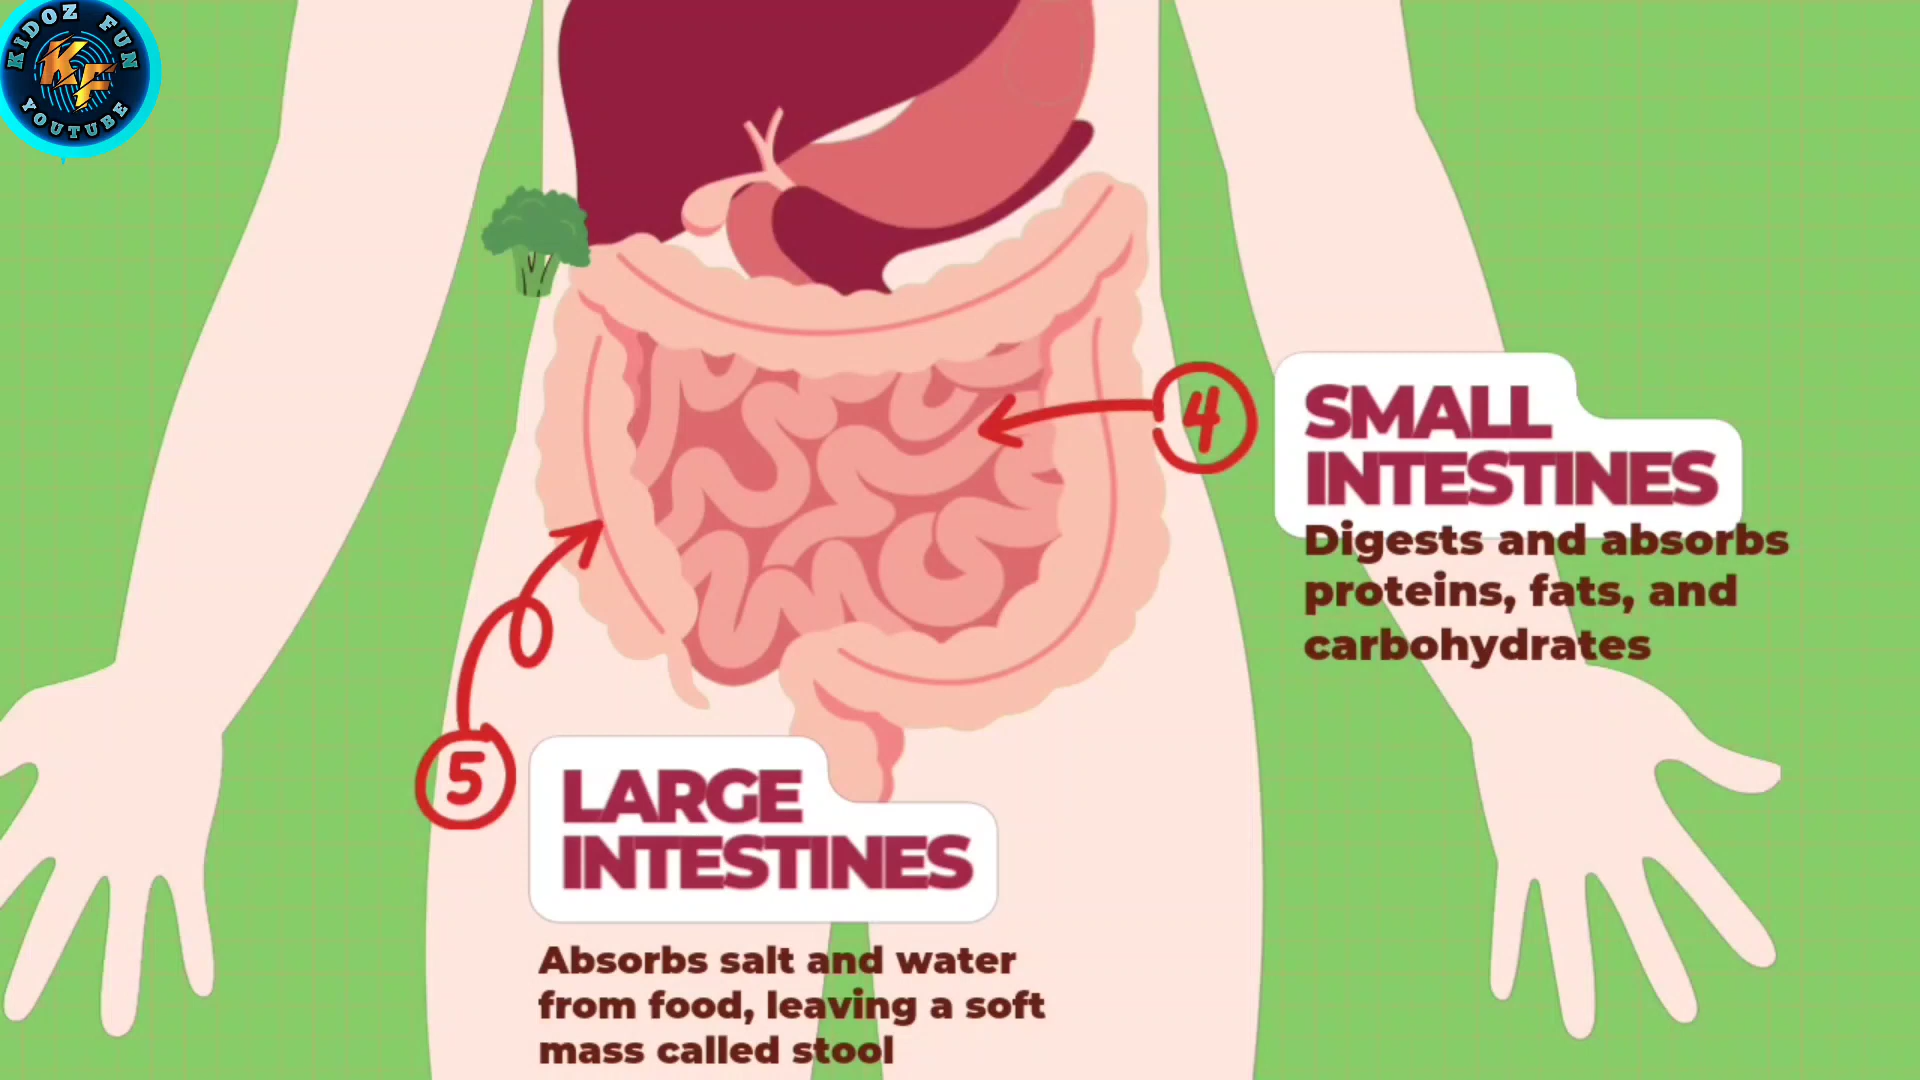 KIDOZ FUN
KF
YOUTUBE
4
SMALL
INTESTINES
Digests and absorbs
proteins, fats, and
carbohydrates
5
LARGE
INTESTINES
Absorbs salt and water
from food, leaving a soft
mass called stool